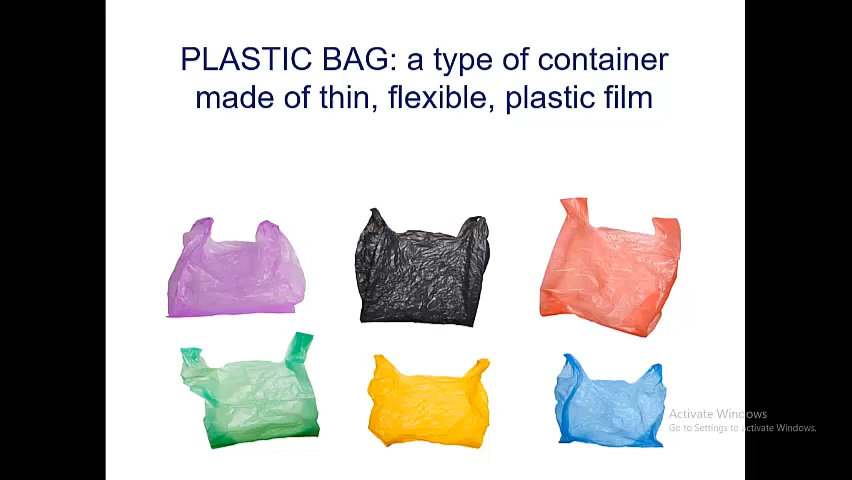 PLASTIC BAG: a type of container
made of thin, flexible, plastic film
Activate Windows
Go to Settings to Activate Windows.